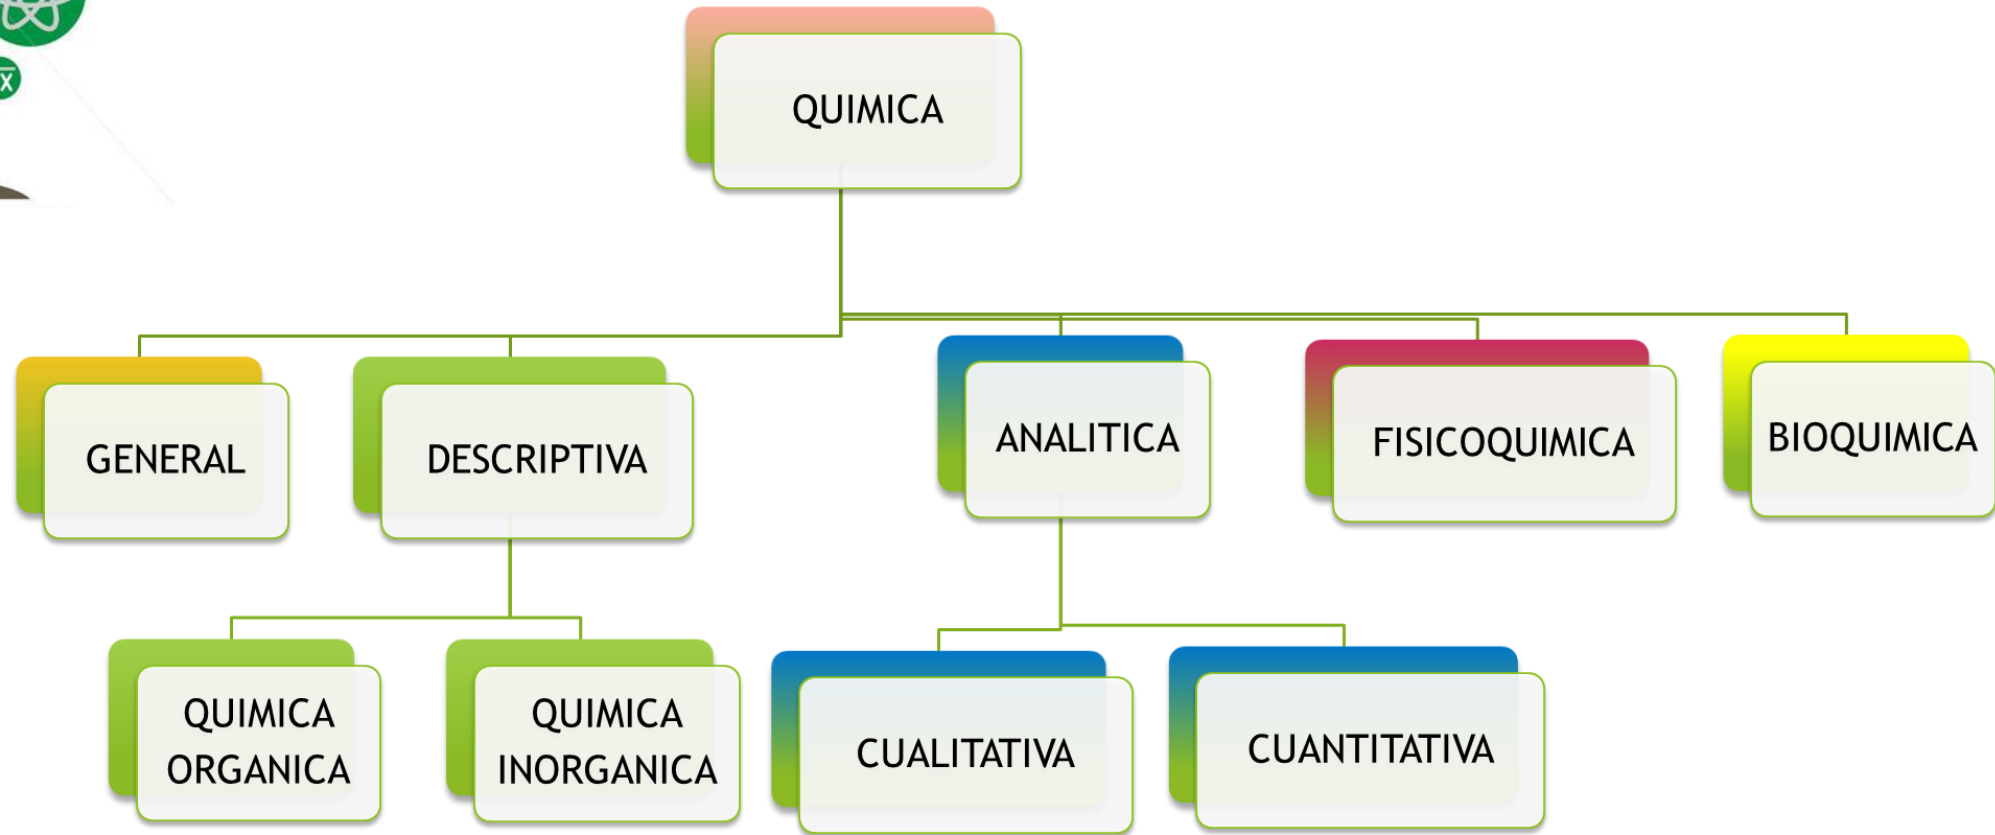 QUIMICA
GENERAL
DESCRIPTIVA
ANALITICA
FISICOQUIMICA
BIOQUIMICA
QUIMICA
ORGANICA
QUIMICA
INORGANICA
CUALITATIVA
CUANTITATIVA